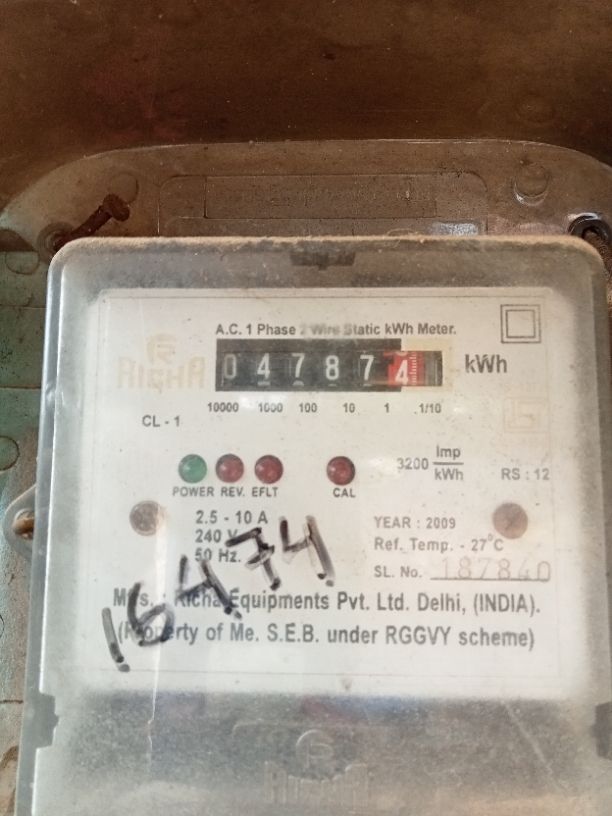 A.C. 1 Phase 2 Wire Static kWh Meter.
RICHA
047874 kWh
10000 1000 100 10 1 1/10
CL - 1
3200 Imp/kWh
RS : 12
POWER REV. EFLT CAL
2.5 - 10 A
240 V
50 Hz.
YEAR : 2009
Ref. Temp. - 27°C
SL. No. 187840
16474
M/s. : Richa Equipments Pvt. Ltd. Delhi, (INDIA).
(Property of Me. S.E.B. under RGGVY scheme)
RICHA